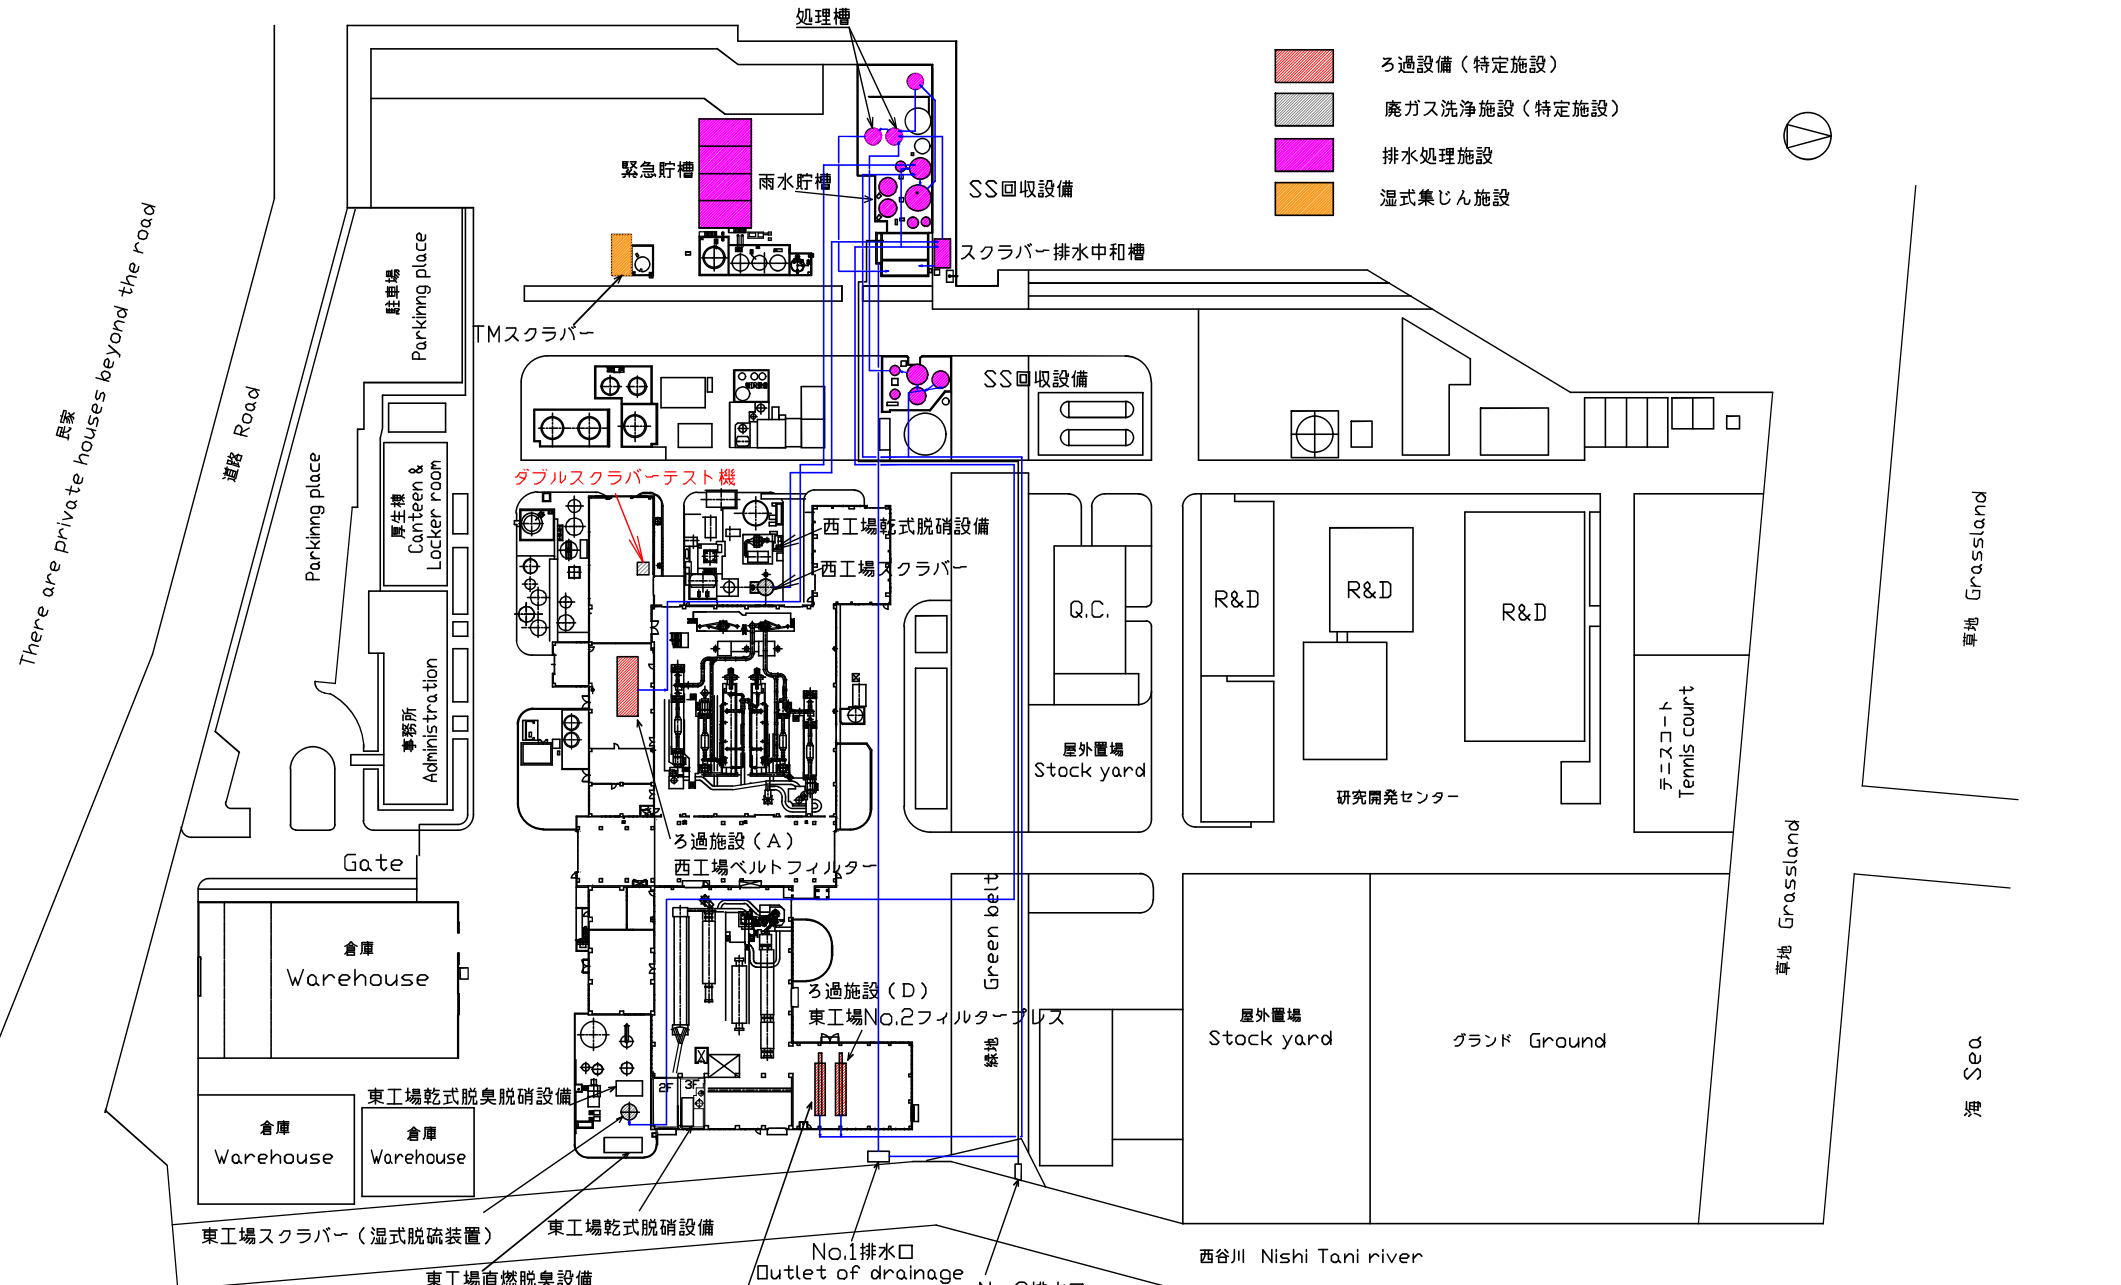 処理槽
ろ過設備（特定施設）
廃ガス洗浄施設（特定施設）
排水処理施設
湿式集じん施設
緊急貯槽
雨水貯槽
SS回収設備
スクラバー排水中和槽
TMスクラバー
SS回収設備
駐車場
Parkinng place
民家
There are private houses beyond the road
道路 Road
Parkinng place
厚生棟
Canteen &
Locker room
ダブルスクラバーテスト機
西工場乾式脱硝設備
西工場スクラバー
Q.C.
R&D
R&D
R&D
草地 Grassland
事務所
Administration
屋外置場
Stock yard
研究開発センター
テニスコート
Tennis court
ろ過施設（A）
西工場ベルトフィルター
Gate
緑地 Green belt
草地 Grassland
倉庫
Warehouse
ろ過施設（D）
東工場No.2フィルタープレス
屋外置場
Stock yard
グランド Ground
海 Sea
2F
3F
東工場乾式脱臭脱硝設備
倉庫
Warehouse
倉庫
Warehouse
東工場スクラバー（湿式脱硫装置）
東工場乾式脱硝設備
東工場直燃脱臭設備
No.1排水口
Outlet of drainage
西谷川 Nishi Tani river